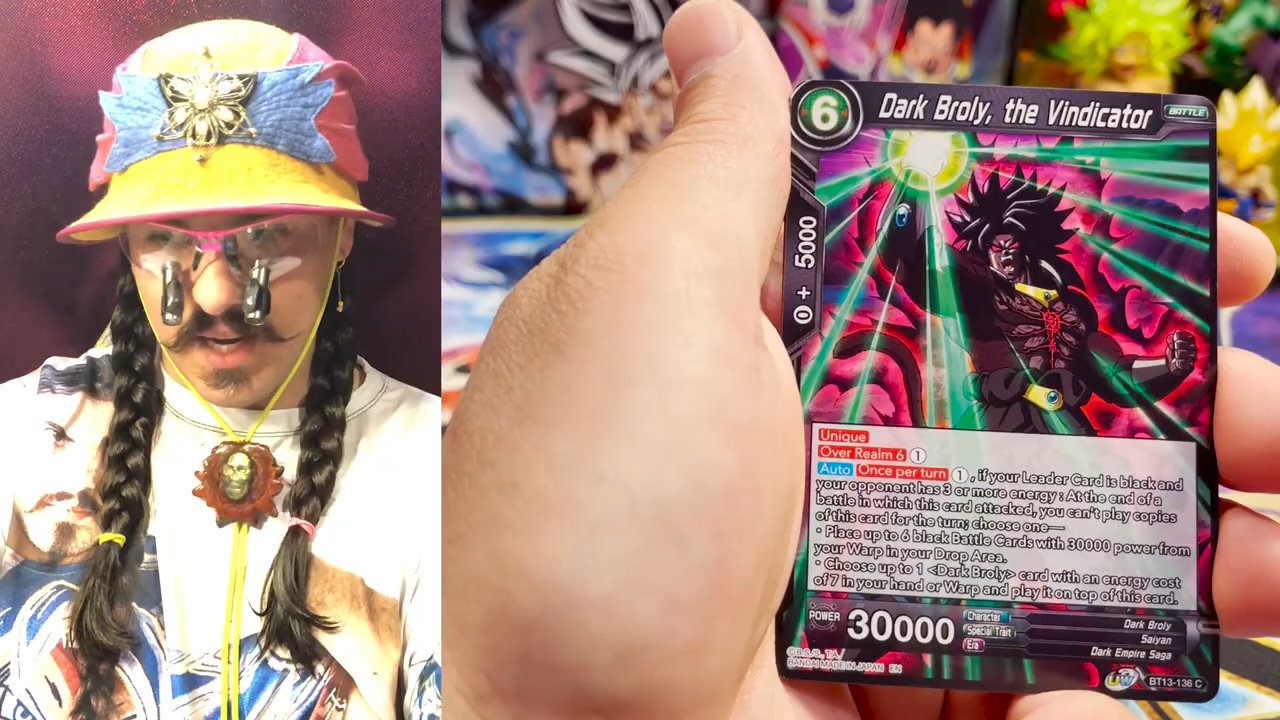 6
Dark Broly, the Vindicator
BATTLE
0 + 5000
Unique
Over Realm 6 1
Auto Once per turn 1, if your Leader Card is black and
your opponent has 3 or more energy : At the end of a
battle in which this card attacked, you can't play copies
of this card for the turn; choose one—
• Place up to 6 black Battle Cards with 30000 power from
your Warp in your Drop Area.
• Choose up to 1 <Dark Broly> card with an energy cost
of 7 in your hand or Warp and play it on top of this card.
POWER
30000
Character Dark Broly
Special Trait Saiyan
Era Dark Empire Saga
©B.S./S., T.A.
BANDAI MADE IN JAPAN EN
UW
BT13-136 C